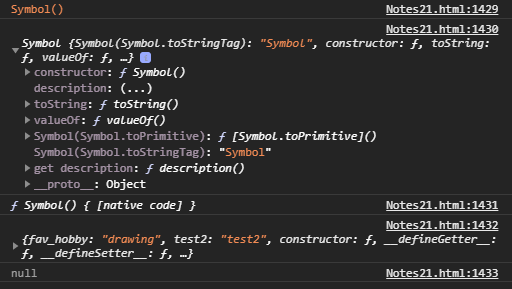 Symbol() Notes21.html:1429
Notes21.html:1430
Symbol {Symbol(Symbol.toStringTag): "Symbol", constructor: ƒ, toString:
ƒ, valueOf: ƒ, …} i
constructor: ƒ Symbol()
description: (...)
toString: ƒ toString()
valueOf: ƒ valueOf()
Symbol(Symbol.toPrimitive): ƒ [Symbol.toPrimitive]()
Symbol(Symbol.toStringTag): "Symbol"
get description: ƒ description()
__proto__: Object
ƒ Symbol() { [native code] } Notes21.html:1431
Notes21.html:1432
{fav_hobby: "drawing", test2: "test2", constructor: ƒ, __defineGetter__:
ƒ, __defineSetter__: ƒ, …}
null Notes21.html:1433